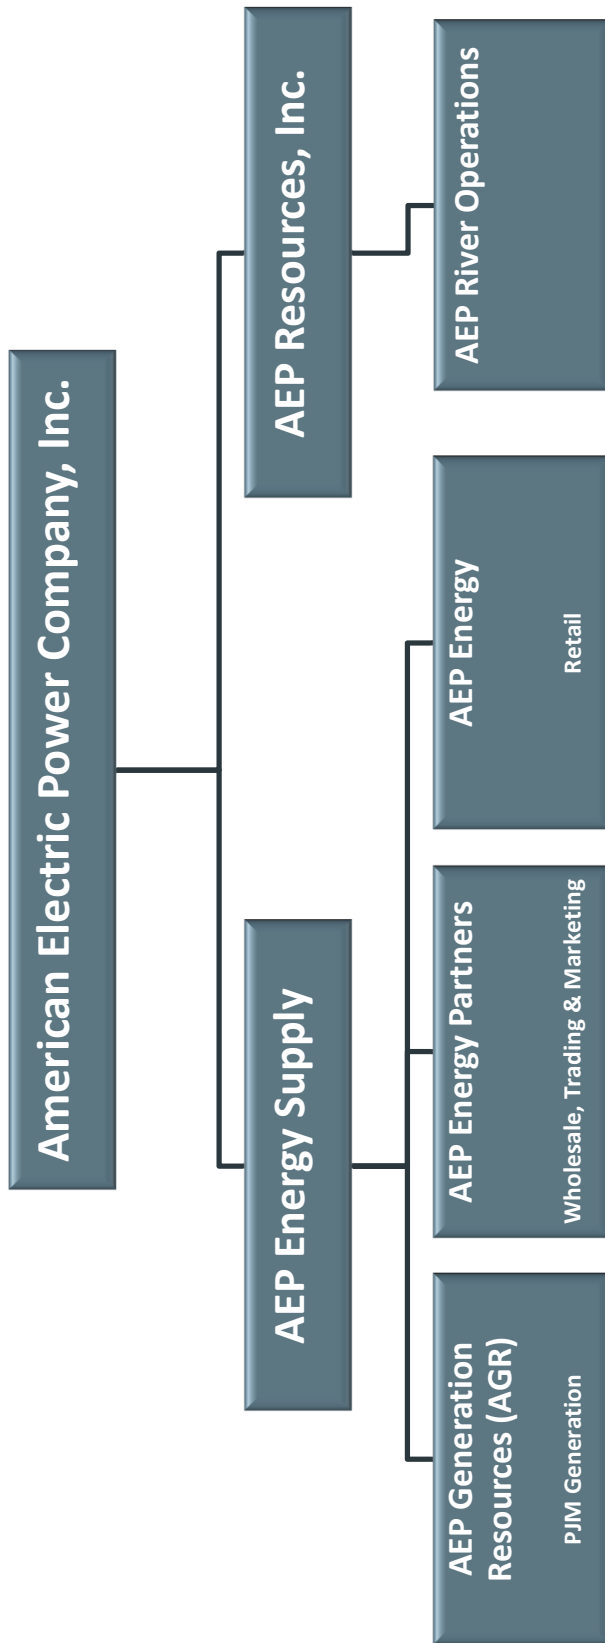 American Electric Power Company, Inc.
AEP Energy Supply
AEP Resources, Inc.
AEP Generation
Resources (AGR)
PJM Generation
AEP Energy Partners
Wholesale, Trading & Marketing
AEP Energy
Retail
AEP River Operations